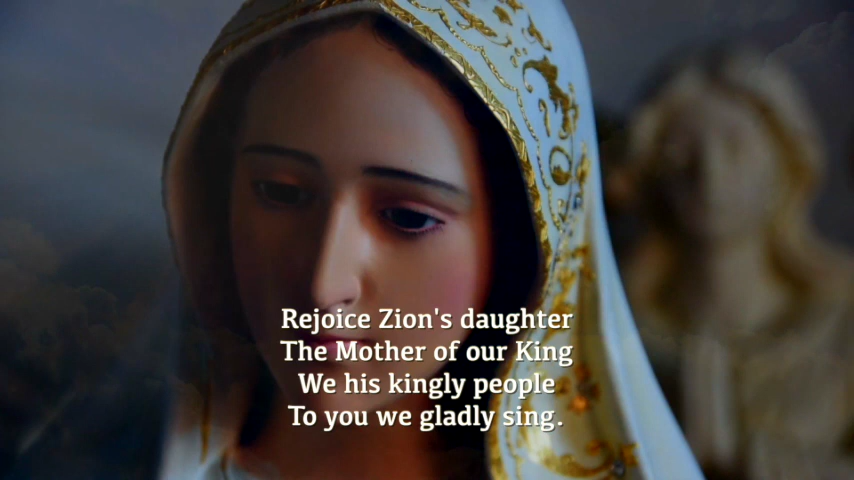 Rejoice Zion's daughter
The Mother of our King
We his kingly people
To you we gladly sing.